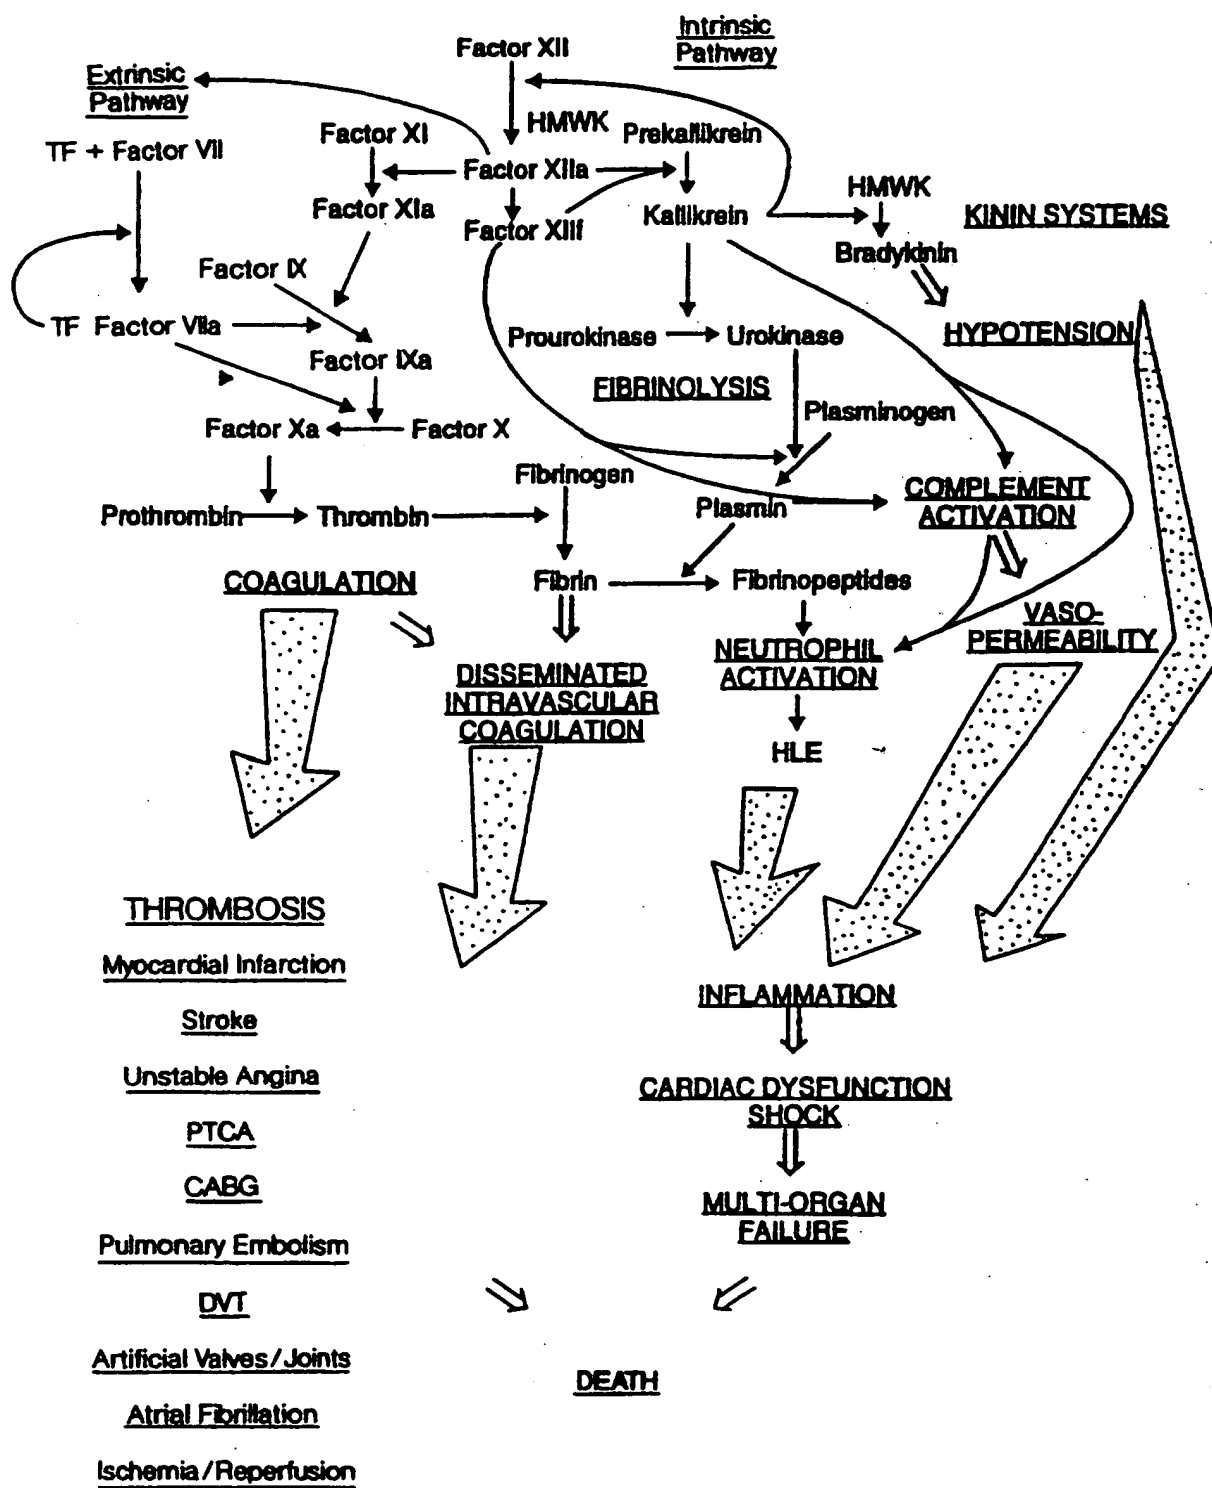 Intrinsic
Pathway
Factor XII
Extrinsic
Pathway
HMWK
Factor XI
Prekallikrein
TF + Factor VII
Factor XIIa
HMWK
Factor XIa
Kallikrein
KININ SYSTEMS
Factor XIIf
Bradykinin
Factor IX
TF Factor VIIa
Prourokinase
Urokinase
HYPOTENSION
Factor IXa
FIBRINOLYSIS
Plasminogen
Factor Xa
Factor X
Fibrinogen
COMPLEMENT
ACTIVATION
Prothrombin
Thrombin
Plasmin
COAGULATION
Fibrin
Fibrinopeptides
VASO-
PERMEABILITY
NEUTROPHIL
ACTIVATION
DISSEMINATED
INTRAVASCULAR
COAGULATION
HLE
THROMBOSIS
Myocardial Infarction
Stroke
Unstable Angina
PTCA
CABG
Pulmonary Embolism
DVT
Artificial Valves/Joints
Atrial Fibrillation
Ischemia/Reperfusion
INFLAMMATION
CARDIAC DYSFUNCTION
SHOCK
MULTI-ORGAN
FAILURE
DEATH